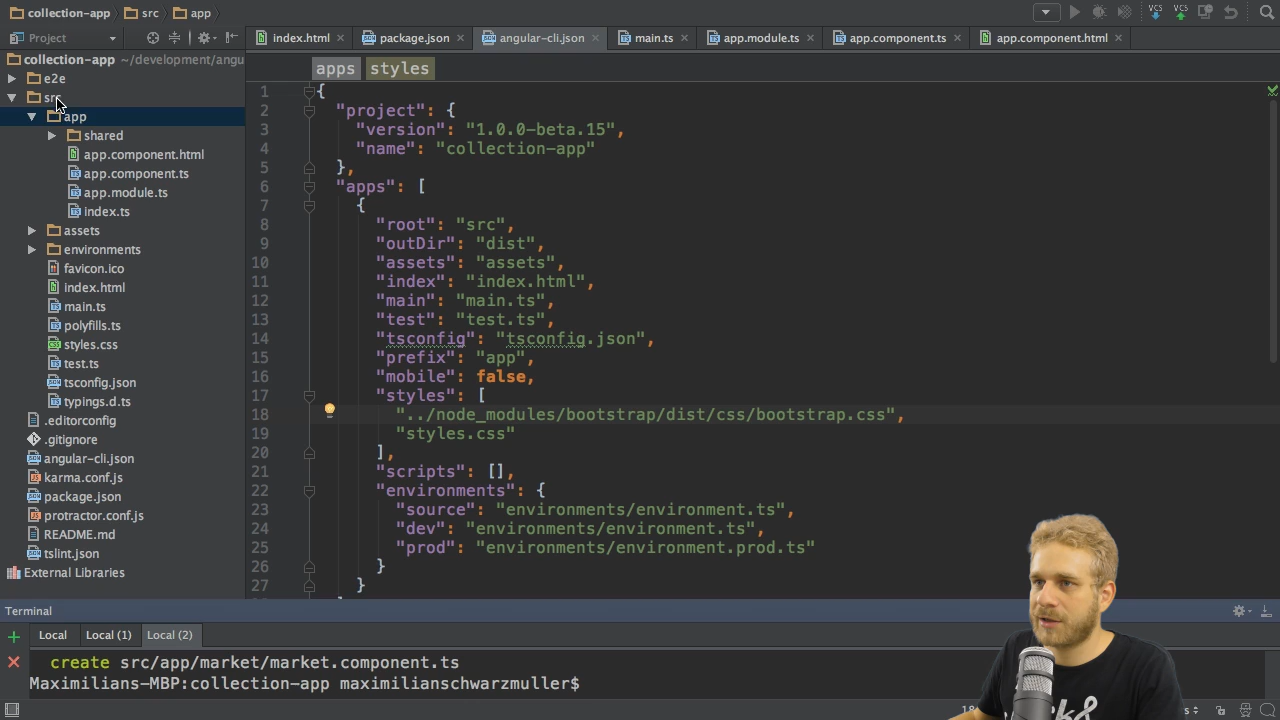 collection-app src app
Project
index.html package.json angular-cli.json main.ts app.module.ts app.component.ts app.component.html
collection-app ~/development/angu
e2e
src
app
shared
app.component.html
app.component.ts
app.module.ts
index.ts
assets
environments
favicon.ico
index.html
main.ts
polyfills.ts
styles.css
test.ts
tsconfig.json
typings.d.ts
.editorconfig
.gitignore
angular-cli.json
karma.conf.js
package.json
protractor.conf.js
README.md
tslint.json
External Libraries
apps styles
1 {
2 "project": {
3 "version": "1.0.0-beta.15",
4 "name": "collection-app"
5 },
6 "apps": [
7 {
8 "root": "src",
9 "outDir": "dist",
10 "assets": "assets",
11 "index": "index.html",
12 "main": "main.ts",
13 "test": "test.ts",
14 "tsconfig": "tsconfig.json",
15 "prefix": "app",
16 "mobile": false,
17 "styles": [
18 "../node_modules/bootstrap/dist/css/bootstrap.css",
19 "styles.css"
20 ],
21 "scripts": [],
22 "environments": {
23 "source": "environments/environment.ts",
24 "dev": "environments/environment.ts",
25 "prod": "environments/environment.prod.ts"
26 }
27 }
Terminal
Local Local (1) Local (2)
create src/app/market/market.component.ts
Maximilians-MBP:collection-app maximilianschwarzmuller$
VCS VCS